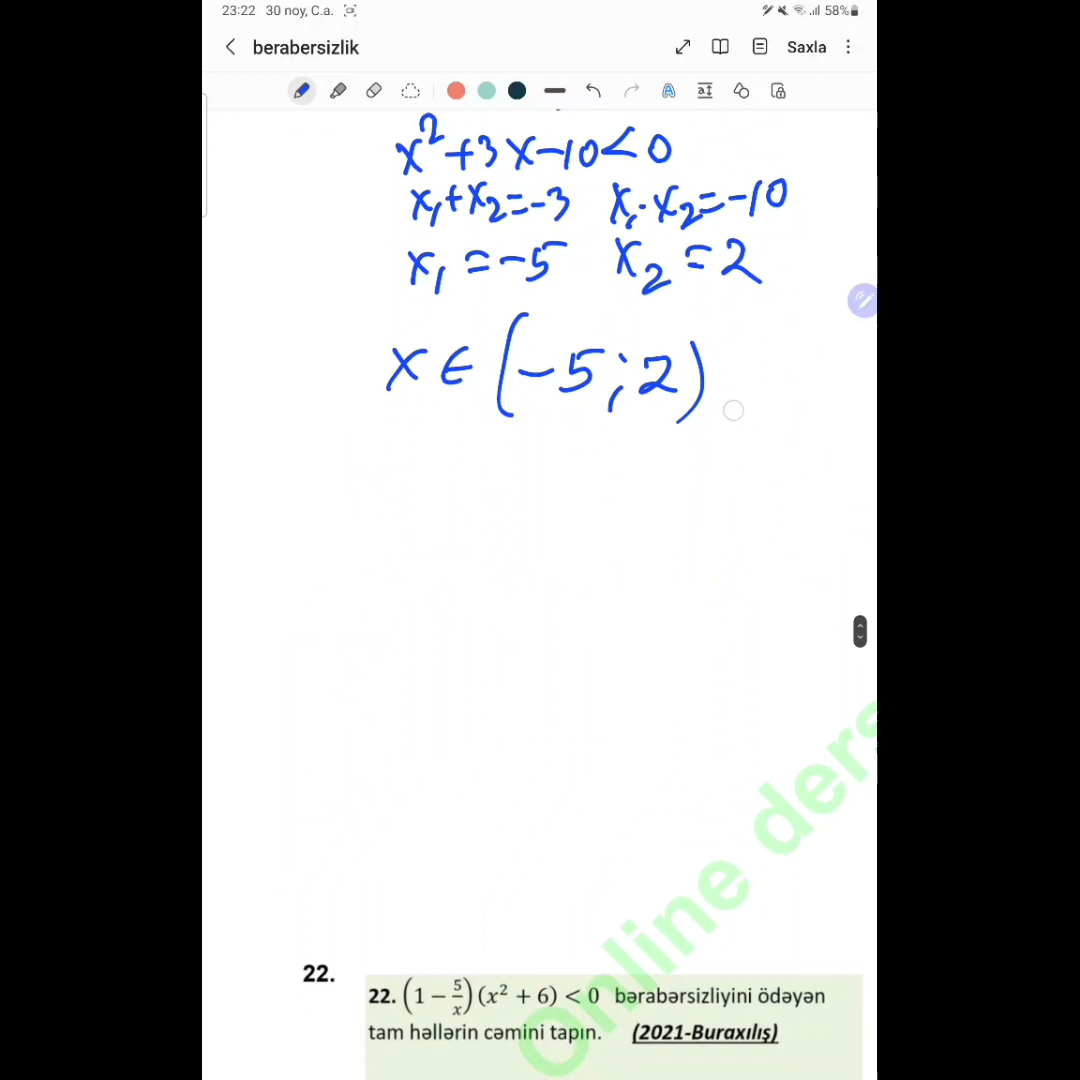 23:22 30 noy, C.a. 58%
berabersizlik Saxla
x²+3x-10<0
x₁+x₂=-3 x₁·x₂=-10
x₁=-5 x₂=2
x∈(-5;2)
22.
22. (1 − 5/x)(x² + 6) < 0 bərabərsizliyini ödəyən
tam həllərin cəmini tapın. (2021-Buraxılış)
Online ders